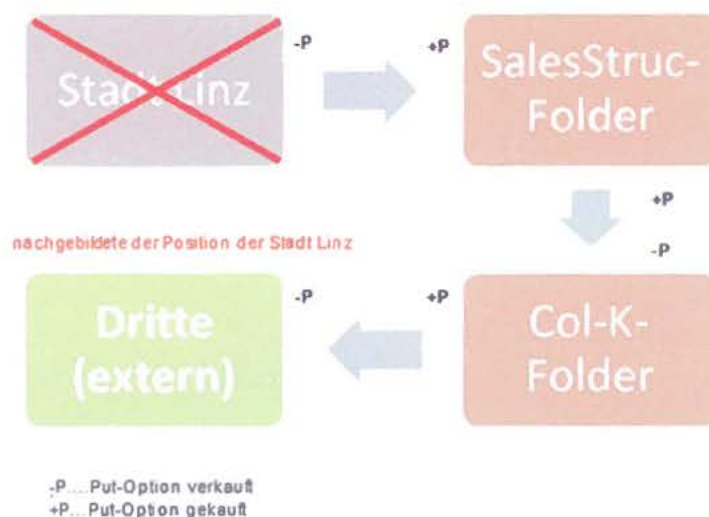 -P
+P
Stadt Linz
SalesStruc-
Folder
+P
-P
nachgebildete der Position der Stadt Linz
-P
+P
Dritte
(extern)
Col-K-
Folder
-P....Put-Option verkauft
+P...Put-Option gekauft